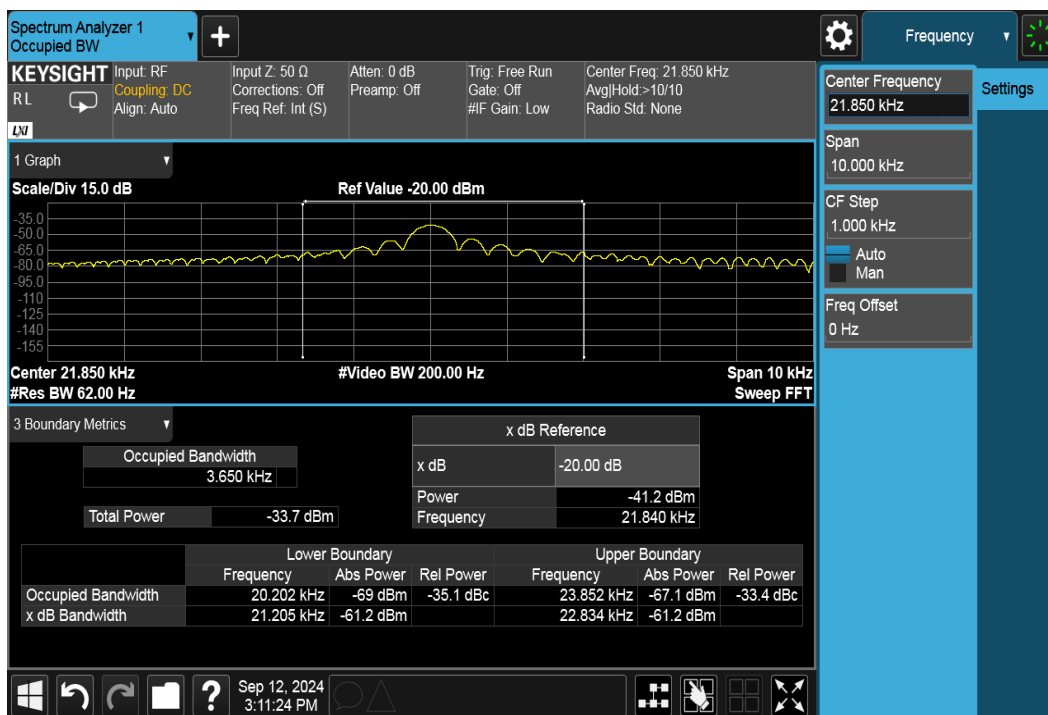 Spectrum Analyzer 1
Occupied BW
+
Frequency
KEYSIGHT
R L
LXI
Input: RF
Coupling: DC
Align: Auto
Input Z: 50 Ω
Corrections: Off
Freq Ref: Int (S)
Atten: 0 dB
Preamp: Off
Trig: Free Run
Gate: Off
#IF Gain: Low
Center Freq: 21.850 kHz
Avg|Hold:>10/10
Radio Std: None
Center Frequency
21.850 kHz
Settings
Span
10.000 kHz
CF Step
1.000 kHz
Auto
Man
Freq Offset
0 Hz
1 Graph
Scale/Div 15.0 dB Ref Value -20.00 dBm
-35.0
-50.0
-65.0
-80.0
-95.0
-110
-125
-140
-155
Center 21.850 kHz #Video BW 200.00 Hz Span 10 kHz
#Res BW 62.00 Hz Sweep FFT
3 Boundary Metrics
Occupied Bandwidth
3.650 kHz
Total Power -33.7 dBm
x dB Reference
x dB -20.00 dB
Power -41.2 dBm
Frequency 21.840 kHz
Lower Boundary Upper Boundary
Frequency Abs Power Rel Power Frequency Abs Power Rel Power
Occupied Bandwidth 20.202 kHz -69 dBm -35.1 dBc 23.852 kHz -67.1 dBm -33.4 dBc
x dB Bandwidth 21.205 kHz -61.2 dBm 22.834 kHz -61.2 dBm
?
Sep 12, 2024
3:11:24 PM